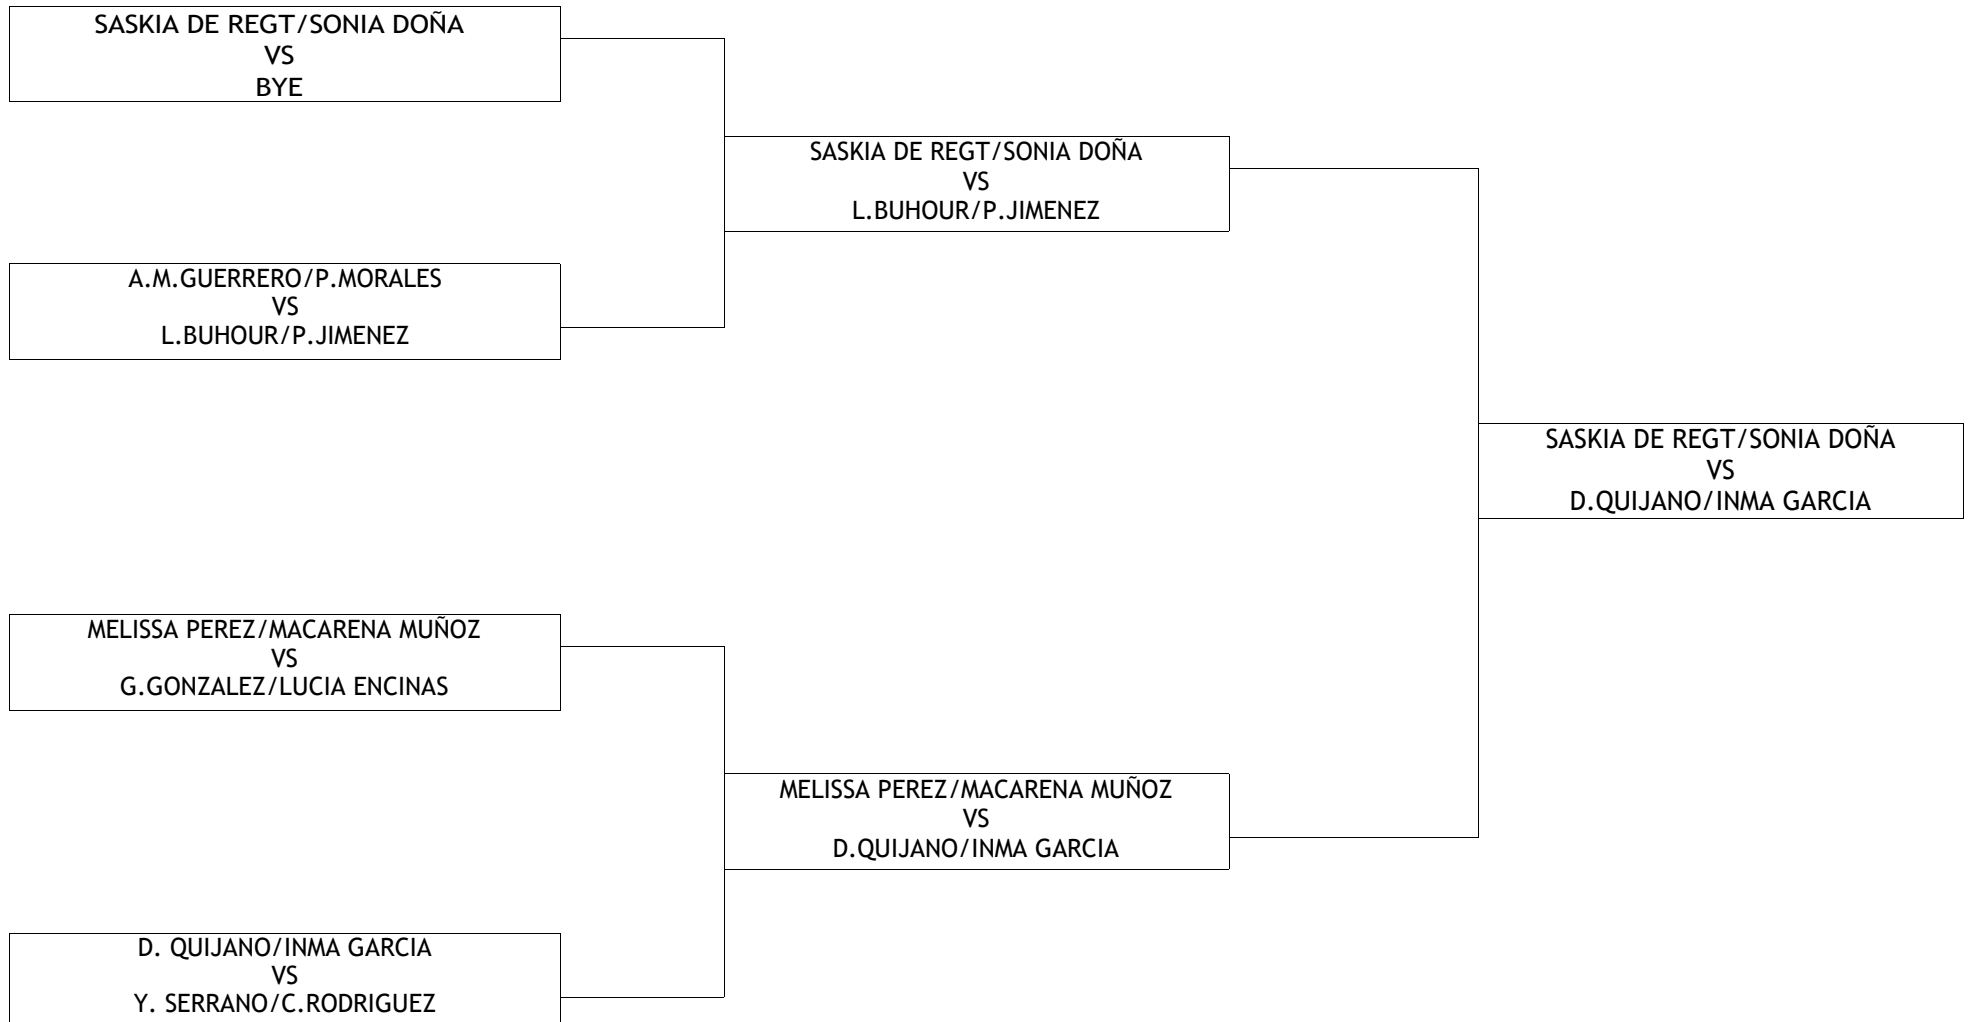 SASKIA DE REGT/SONIA DOÑA
VS
BYE
A.M.GUERRERO/P.MORALES
VS
L.BUHOUR/P.JIMENEZ
MELISSA PEREZ/MACARENA MUÑOZ
VS
G.GONZALEZ/LUCIA ENCINAS
D. QUIJANO/INMA GARCIA
VS
Y. SERRANO/C.RODRIGUEZ
SASKIA DE REGT/SONIA DOÑA
VS
L.BUHOUR/P.JIMENEZ
MELISSA PEREZ/MACARENA MUÑOZ
VS
D.QUIJANO/INMA GARCIA
SASKIA DE REGT/SONIA DOÑA
VS
D.QUIJANO/INMA GARCIA